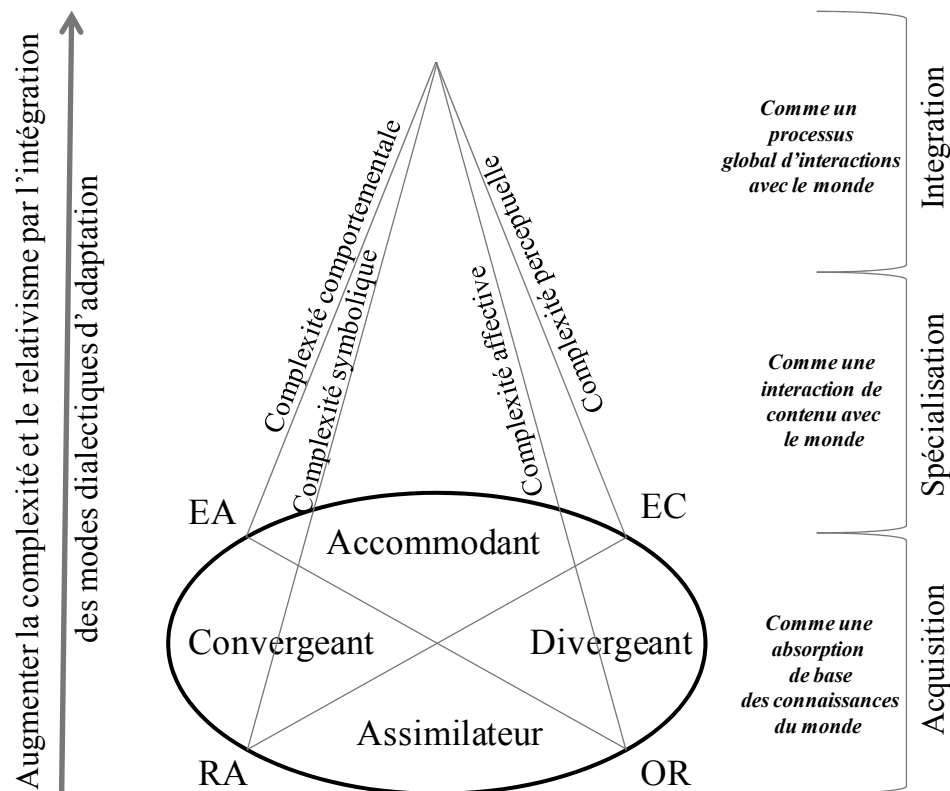 Augmenter la complexité et le relativisme par l'intégration
des modes dialectiques d'adaptation
Complexité comportementale
Complexité symbolique
Complexité affective
Complexité perceptuelle
EA
EC
Accommodant
Convergeant
Divergeant
Assimilateur
RA
OR
Comme un
processus
global d'interactions
avec le monde
Integration
Comme une
interaction de
contenu avec
le monde
Spécialisation
Comme une
absorption
de base
des connaissances
du monde
Acquisition